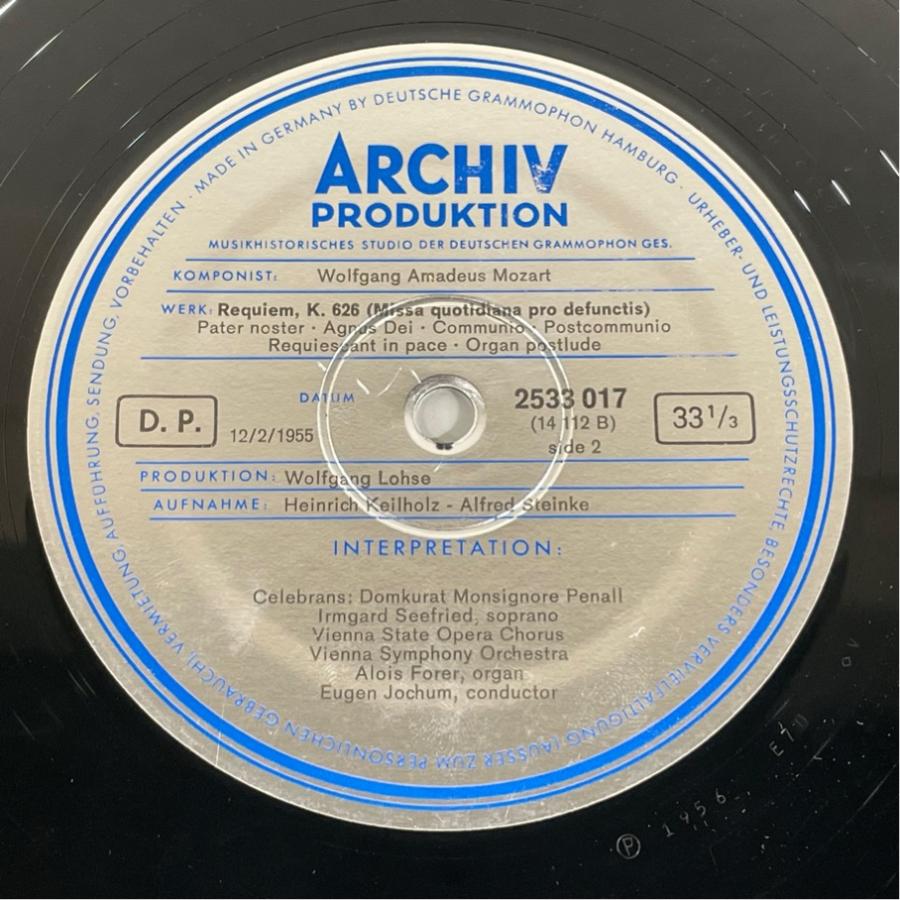 MADE IN GERMANY BY DEUTSCHE GRAMMOPHON HAMBURG · URHEBER- UND LEISTUNGSSCHUTZRECHTE, BESONDERS VERVIELFÄLTIGUNG (AUSSER ZUM PERSÖNLICHEN GEBRAUCH), VERMIETUNG, AUFFÜHRUNG, SENDUNG, VORBEHALTEN ·
ARCHIV
PRODUKTION
MUSIKHISTORISCHES STUDIO DER DEUTSCHEN GRAMMOPHON GES.
KOMPONIST: Wolfgang Amadeus Mozart
WERK: Requiem, K. 626 (Missa quotidiana pro defunctis)
Pater noster · Agnus Dei · Communio · Postcommunio
Requiescant in pace · Organ postlude
DATUM
2533 017
D. P.
12/2/1955
(14 112 B)
33 1/3
side 2
PRODUKTION: Wolfgang Lohse
AUFNAHME: Heinrich Keilholz - Alfred Steinke
INTERPRETATION:
Celebrans: Domkurat Monsignore Penall
Irmgard Seefried, soprano
Vienna State Opera Chorus
Vienna Symphony Orchestra
Alois Forer, organ
Eugen Jochum, conductor
Ⓟ 1956